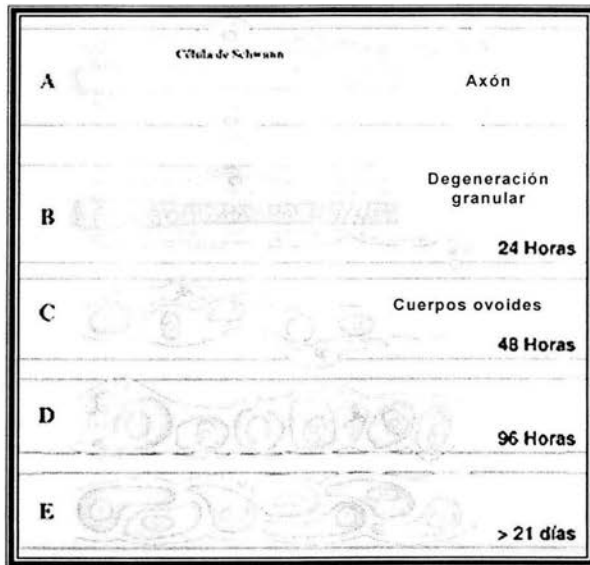 Célula de Schwann
A
Axón
Degeneración
granular
B
24 Horas
Cuerpos ovoides
C
48 Horas
D
96 Horas
E
> 21 días